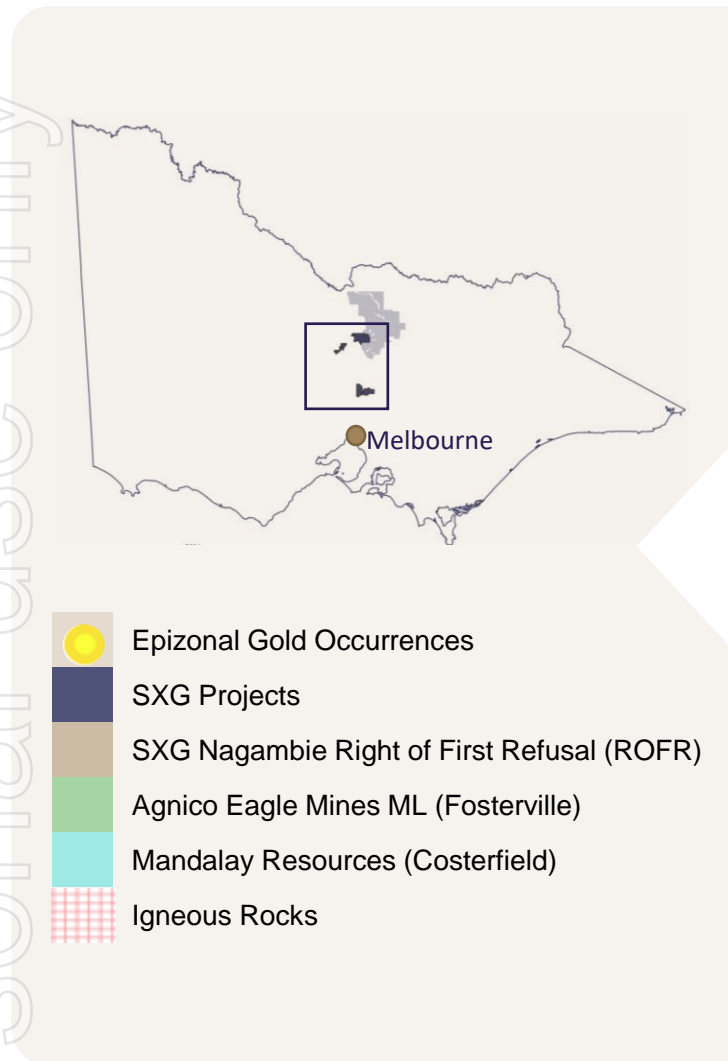 Melbourne
Epizonal Gold Occurrences
SXG Projects
SXG Nagambie Right of First Refusal (ROFR)
Agnico Eagle Mines ML (Fosterville)
Mandalay Resources (Costerfield)
Igneous Rocks